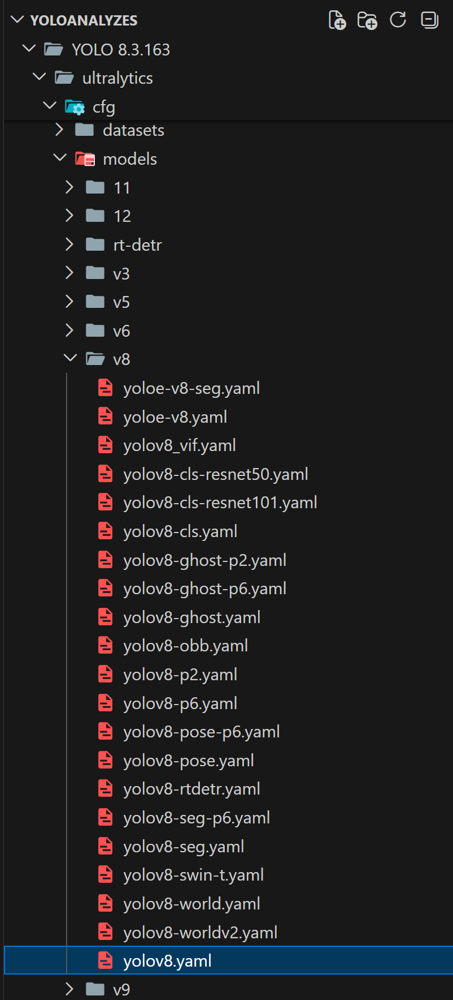 YOLOANALYZES
YOLO 8.3.163
ultralytics
cfg
datasets
models
11
12
rt-detr
v3
v5
v6
v8
yoloe-v8-seg.yaml
yoloe-v8.yaml
yolov8_vif.yaml
yolov8-cls-resnet50.yaml
yolov8-cls-resnet101.yaml
yolov8-cls.yaml
yolov8-ghost-p2.yaml
yolov8-ghost-p6.yaml
yolov8-ghost.yaml
yolov8-obb.yaml
yolov8-p2.yaml
yolov8-p6.yaml
yolov8-pose-p6.yaml
yolov8-pose.yaml
yolov8-rtdetr.yaml
yolov8-seg-p6.yaml
yolov8-seg.yaml
yolov8-swin-t.yaml
yolov8-world.yaml
yolov8-worldv2.yaml
yolov8.yaml
v9